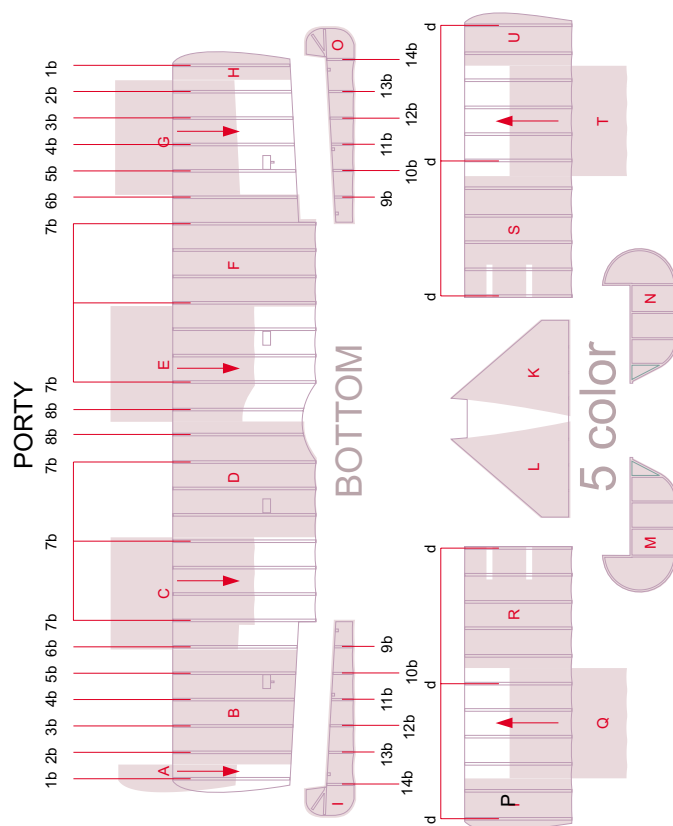 PORTY
1b 2b 3b 4b 5b 6b 7b 7b 7b 8b 8b 7b 7b 6b 5b 4b 3b 2b 1b
A B C D E F G H
I BOTTOM O
14b 13b 12b 11b 10b 9b 9b 10b 11b 12b 13b 14b
d d d d d d
P Q R L K S T U
5 color
M N